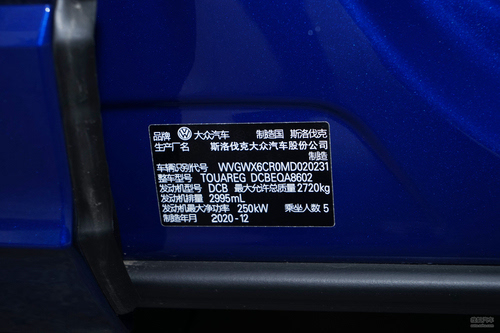 品牌 大众汽车 制造国 斯洛伐克
生产厂名 斯洛伐克大众汽车股份公司
制造
车辆识别代号 WVGWX6CR0MD020231
整车型号 TOUAREG DCBEQA8602
发动机型号 DCB 最大允许总质量 2720kg
发动机排量 2995mL
发动机最大净功率 250kW 乘坐人数 5
制造年月 2020-12